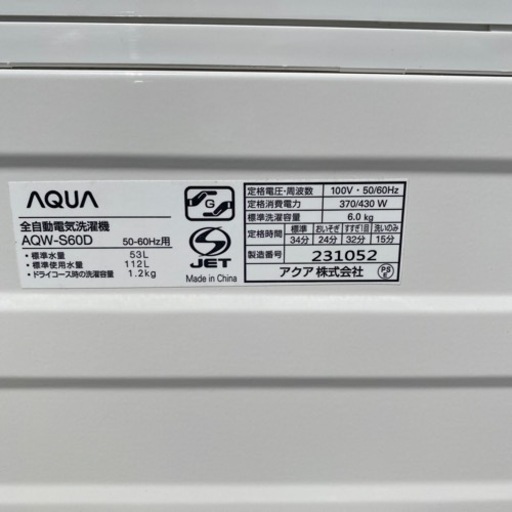 AQUA
全自動電気洗濯機
AQW-S60D 50-60Hz用
・標準水量 53L
・標準使用水量 112L
・ドライコース時の洗濯容量 1.2kg
G
S
JET
Made in China
定格電圧・周波数 100V・50/60Hz
定格消費電力 370/430 W
標準洗濯容量 6.0 kg
定格時間 標準 おいそぎ すすぎ1回 洗いのみ
34分 24分 32分 15分
製造番号 231052
アクア株式会社 PSE